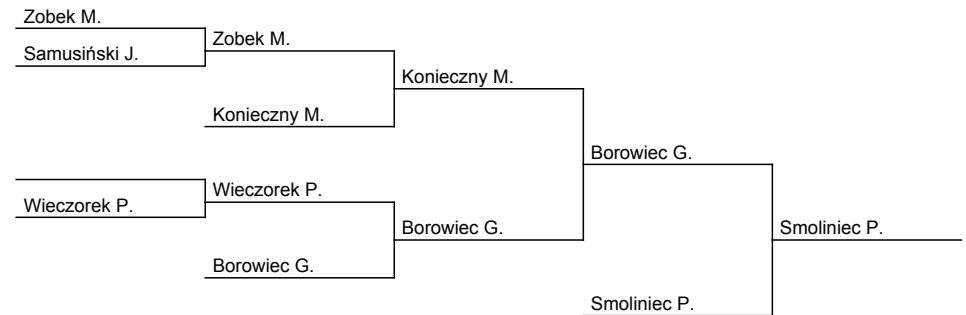 Zobek M.
Samusiński J.
Zobek M.
Konieczny M.
Konieczny M.
Borowiec G.
Wieczorek P.
Wieczorek P.
Borowiec G.
Borowiec G.
Smoliniec P.
Smoliniec P.